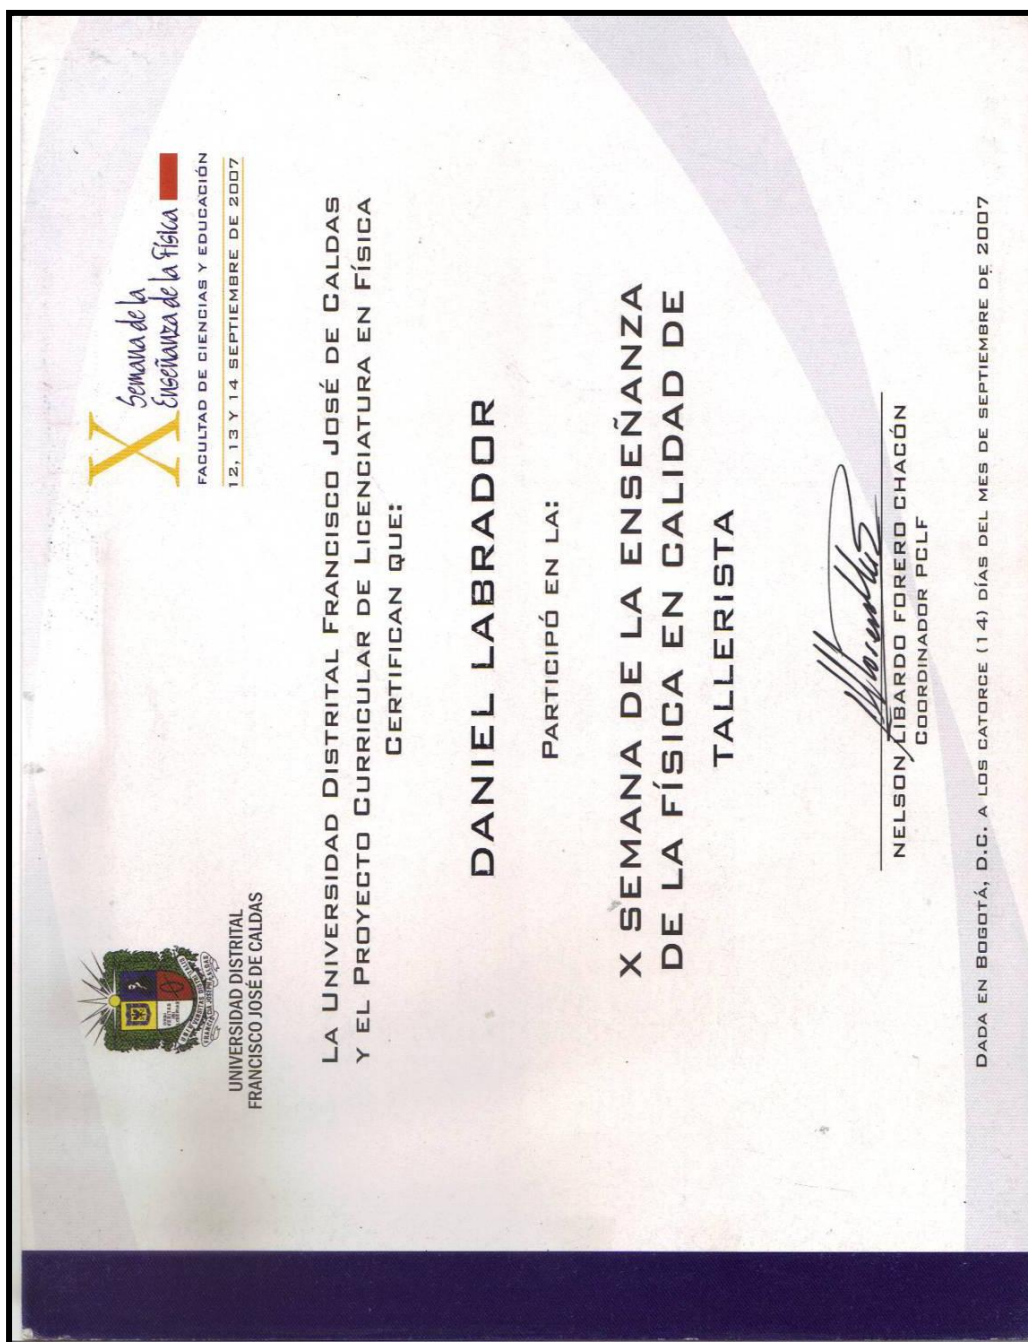 UNIVERSIDAD DISTRITAL
FRANCISCO JOSÉ DE CALDAS
X Semana de la
Enseñanza de la Física
FACULTAD DE CIENCIAS Y EDUCACIÓN
12, 13 Y 14 SEPTIEMBRE DE 2007
LA UNIVERSIDAD DISTRITAL FRANCISCO JOSÉ DE CALDAS
Y EL PROYECTO CURRICULAR DE LICENCIATURA EN FÍSICA
CERTIFICAN QUE:
DANIEL LABRADOR
PARTICIPÓ EN LA:
X SEMANA DE LA ENSEÑANZA
DE LA FÍSICA EN CALIDAD DE
TALLERISTA
NELSON LIBARDO FORERO CHACÓN
COORDINADOR PCLF
DADA EN BOGOTÁ, D.C. A LOS CATORCE (14) DÍAS DEL MES DE SEPTIEMBRE DE 2007